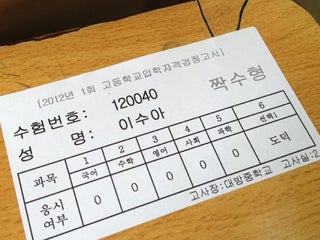 [2012년 1회 고등학교입학자격검정고시]
수험번호: 120040 짝수형
성 명: 이수아
과목 1 국어 2 수학 3 영어 4 사회 5 과학 6 선택1 도덕
응시여부 0 0 0 0 0
고사장:대방중학교 고사실:2